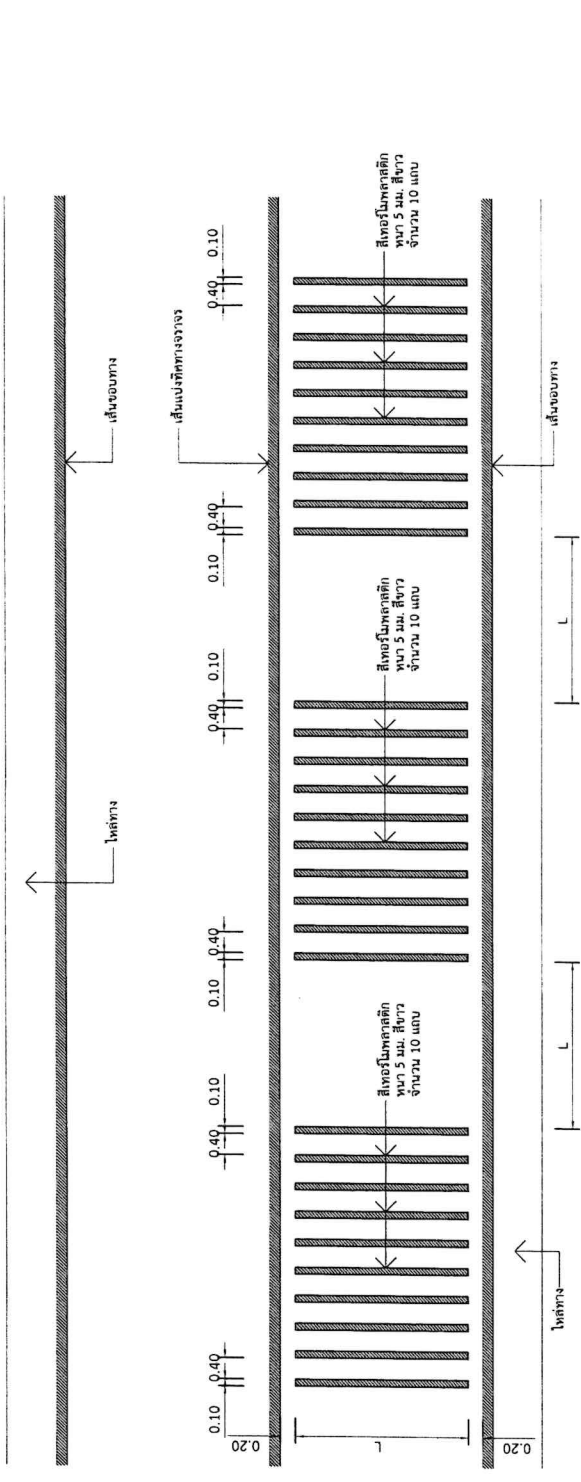 เส้นขอบทาง
ไหล่ทาง
เส้นแบ่งทิศทางจราจร
0.10
0.40
0.40
0.10
0.10
0.40
0.40
0.10
0.10
0.40
0.40
0.10
0.20
L
0.20
สีเทอร์โมพลาสติก
หนา 5 มม. สีขาว
จำนวน 10 แถบ
สีเทอร์โมพลาสติก
หนา 5 มม. สีขาว
จำนวน 10 แถบ
สีเทอร์โมพลาสติก
หนา 5 มม. สีขาว
จำนวน 10 แถบ
L
L
ไหล่ทาง
เส้นขอบทาง